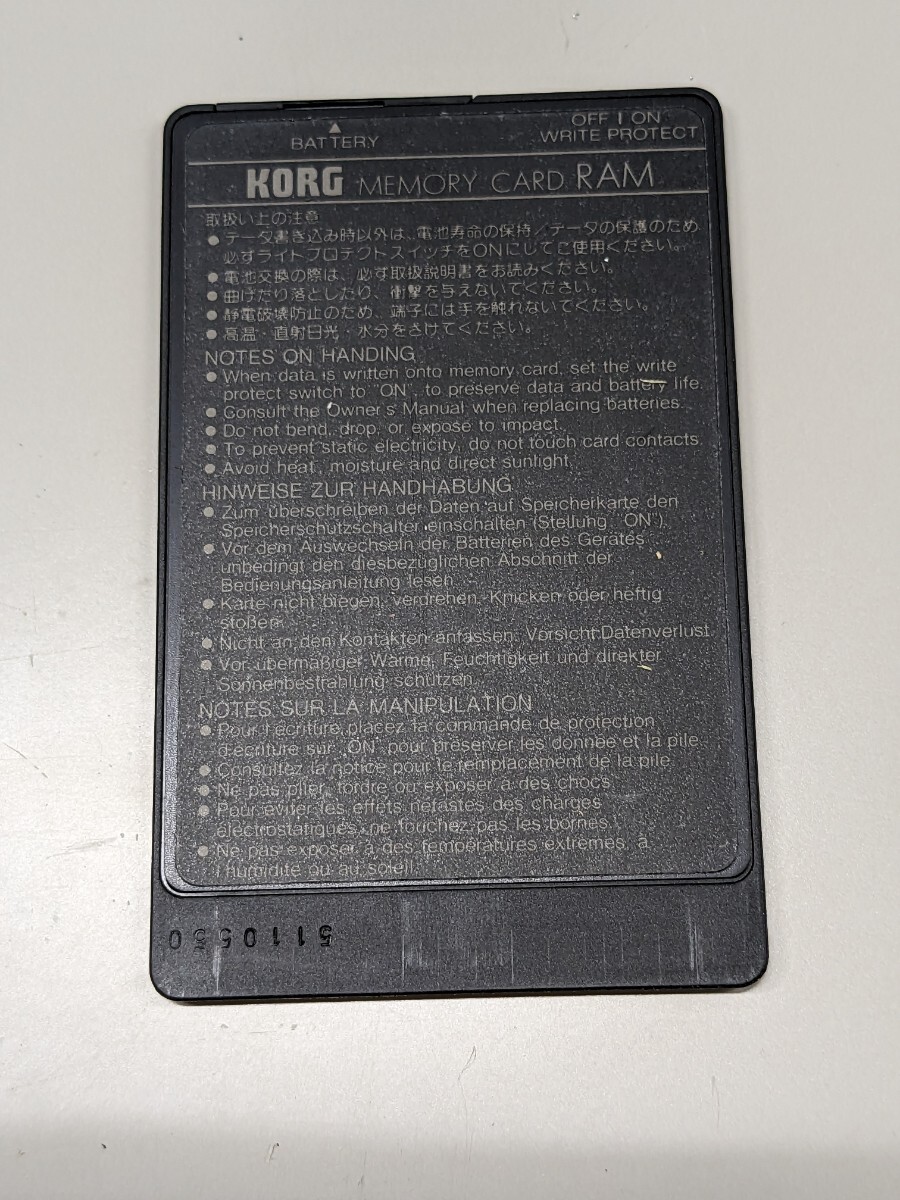 ▲
BATTERY
OFF ❙ ON
WRITE PROTECT
KORG MEMORY CARD RAM
取扱い上の注意
● データ書き込み時以外は、電池寿命の保持/データの保護のため
必ずライトプロテクトスイッチをONにしてご使用ください。
● 電池交換の際は、必ず取扱説明書をお読みください。
● 曲げたり落としたり、衝撃を与えないでください。
● 静電破壊防止のため、端子には手を触れないでください。
● 高温・直射日光・水分をさけてください。
NOTES ON HANDING
● When data is written onto memory card, set the write
protect switch to "ON", to preserve data and battery life.
● Consult the Owner's Manual when replacing batteries.
● Do not bend, drop, or expose to impact.
● To prevent static electricity, do not touch card contacts.
● Avoid heat, moisture and direct sunlight.
HINWEISE ZUR HANDHABUNG
● Zum überschreiben der Daten auf Speicherkarte den
Speicherschutzschalter einschalten (Stellung "ON").
● Vor dem Auswechseln der Batterien des Gerätes
unbedingt den diesbezüglichen Abschnitt der
Bedienungsanleitung lesen.
● Karte nicht biegen, verdrehen, Knicken oder heftig
stoßen.
● Nicht an den Kontakten anfassen. Vorsicht:Datenverlust.
● Vor übermäßiger Wärme, Feuchtigkeit und direkter
Sonnenbestrahlung schützen.
NOTES SUR LA MANIPULATION
● Pour l'écriture placez la commande de protection
d'écriture sur "ON" pour préserver les donnée et la pile.
● Consultez la notice pour le remplacement de la pile.
● Ne pas plier, tordre ou exposer à des chocs.
● Pour éviter les effets néfastes des charges
électrostatiques, ne touchez pas les bornes.
● Ne pas exposer à des températures extrêmes, à
l'humidité ou au soleil.
5110550